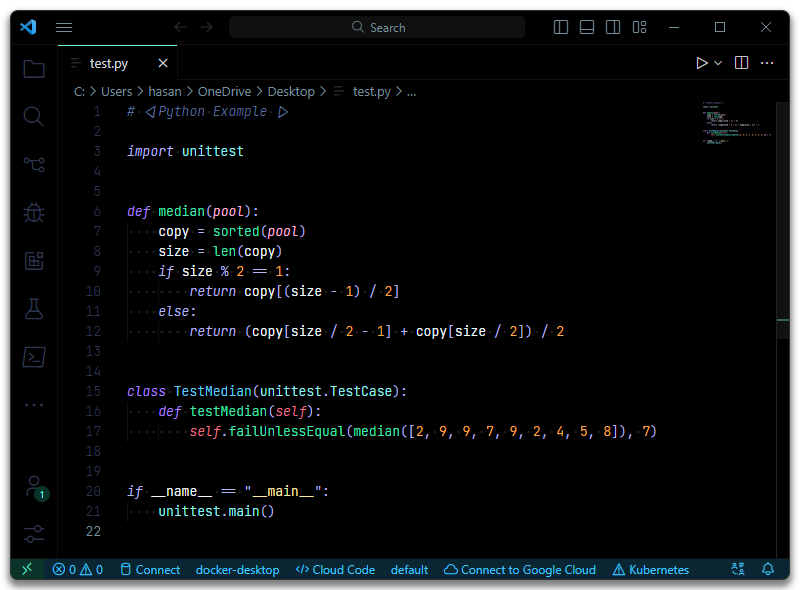 Search
test.py
C: > Users > hasan > OneDrive > Desktop > test.py > ...
1 # ◁Python Example ▷
2
3 import unittest
4
5
6 def median(pool):
7 copy = sorted(pool)
8 size = len(copy)
9 if size % 2 == 1:
10 return copy[(size - 1) / 2]
11 else:
12 return (copy[size / 2 - 1] + copy[size / 2]) / 2
13
14
15 class TestMedian(unittest.TestCase):
16 def testMedian(self):
17 self.failUnlessEqual(median([2, 9, 9, 7, 9, 2, 4, 5, 8]), 7)
18
19
20 if __name__ == "__main__":
21 unittest.main()
22
1
0 0 Connect docker-desktop </> Cloud Code default Connect to Google Cloud Kubernetes